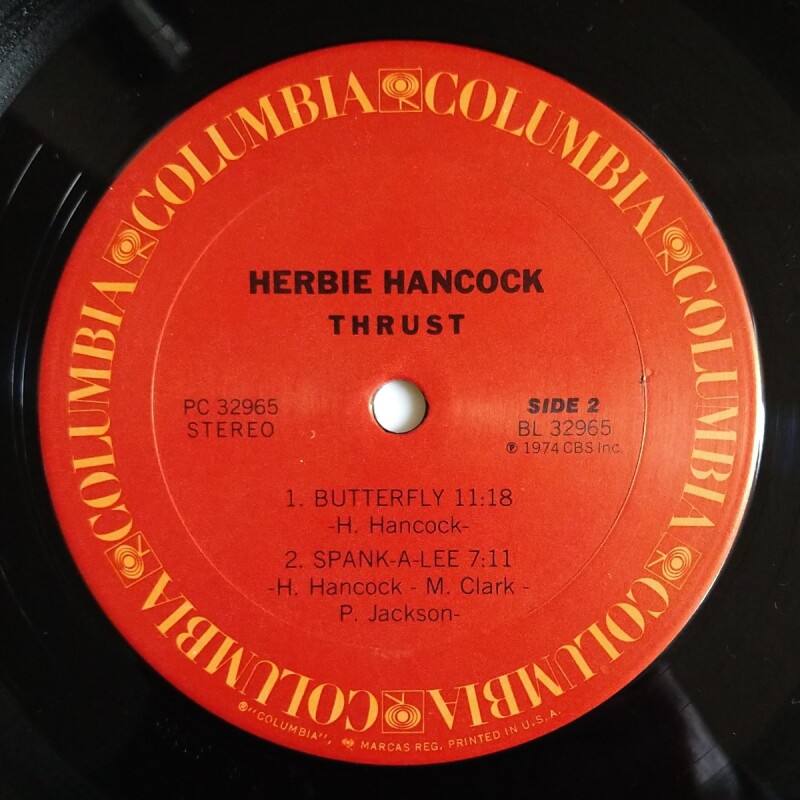 COLUMBIA COLUMBIA COLUMBIA COLUMBIA COLUMBIA COLUMBIA
HERBIE HANCOCK
THRUST
PC 32965
STEREO
SIDE 2
BL 32965
℗ 1974 CBS Inc.
1. BUTTERFLY 11:18
-H. Hancock-
2. SPANK-A-LEE 7:11
-H. Hancock - M. Clark -
P. Jackson-
®"COLUMBIA", MARCAS REG. PRINTED IN U.S.A.